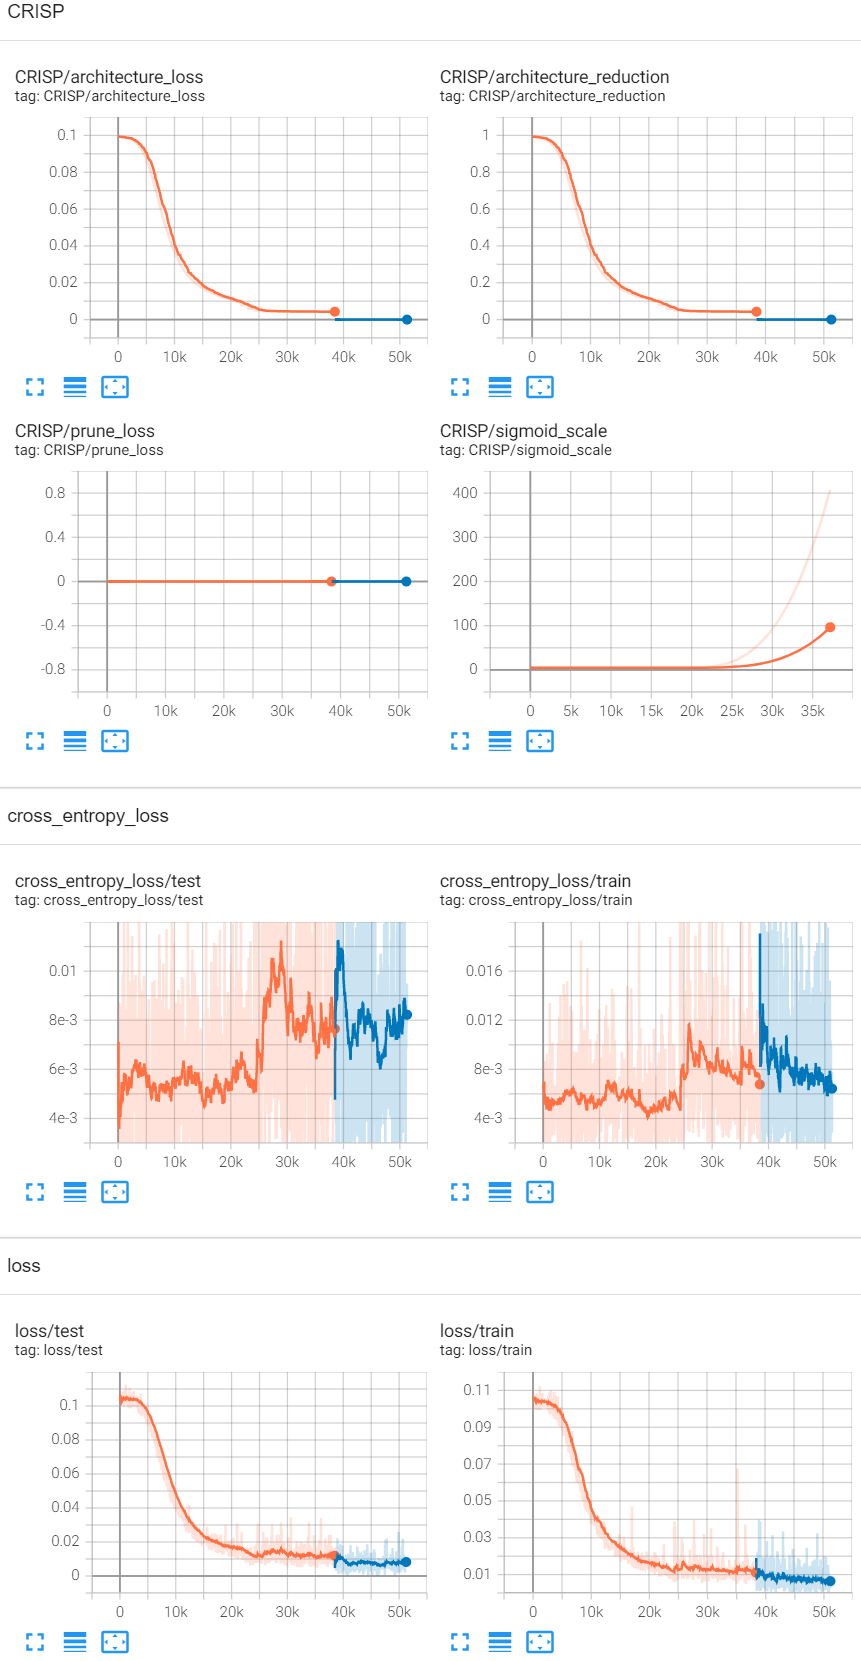 CRISP
CRISP/architecture_loss
tag: CRISP/architecture_loss
0.1
0.08
0.06
0.04
0.02
0
0 10k 20k 30k 40k 50k
CRISP/architecture_reduction
tag: CRISP/architecture_reduction
1
0.8
0.6
0.4
0.2
0
0 10k 20k 30k 40k 50k
CRISP/prune_loss
tag: CRISP/prune_loss
0.8
0.4
0
-0.4
-0.8
0 10k 20k 30k 40k 50k
CRISP/sigmoid_scale
tag: CRISP/sigmoid_scale
400
300
200
100
0
0 5k 10k 15k 20k 25k 30k 35k
cross_entropy_loss
cross_entropy_loss/test
tag: cross_entropy_loss/test
0.01
8e-3
6e-3
4e-3
0 10k 20k 30k 40k 50k
cross_entropy_loss/train
tag: cross_entropy_loss/train
0.016
0.012
8e-3
4e-3
0 10k 20k 30k 40k 50k
loss
loss/test
tag: loss/test
0.1
0.08
0.06
0.04
0.02
0
0 10k 20k 30k 40k 50k
loss/train
tag: loss/train
0.11
0.09
0.07
0.05
0.03
0.01
0 10k 20k 30k 40k 50k